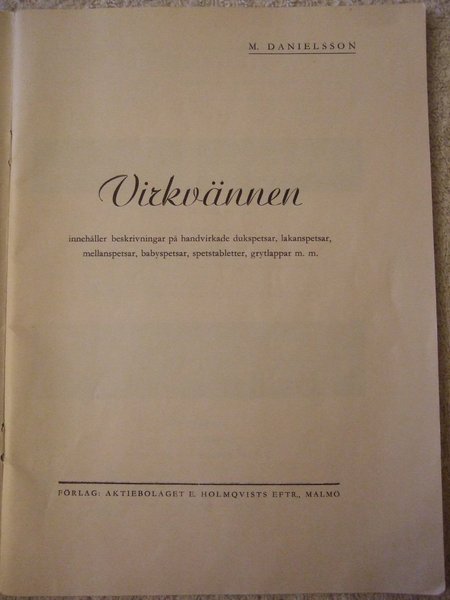 M. DANIELSSON
Virkvännen
innehåller beskrivningar på handvirkade dukspetsar, lakanspetsar,
mellanspetsar, babyspetsar, spetstabletter, grytlappar m. m.
FÖRLAG: AKTIEBOLAGET E. HOLMQVISTS EFTR., MALMÖ